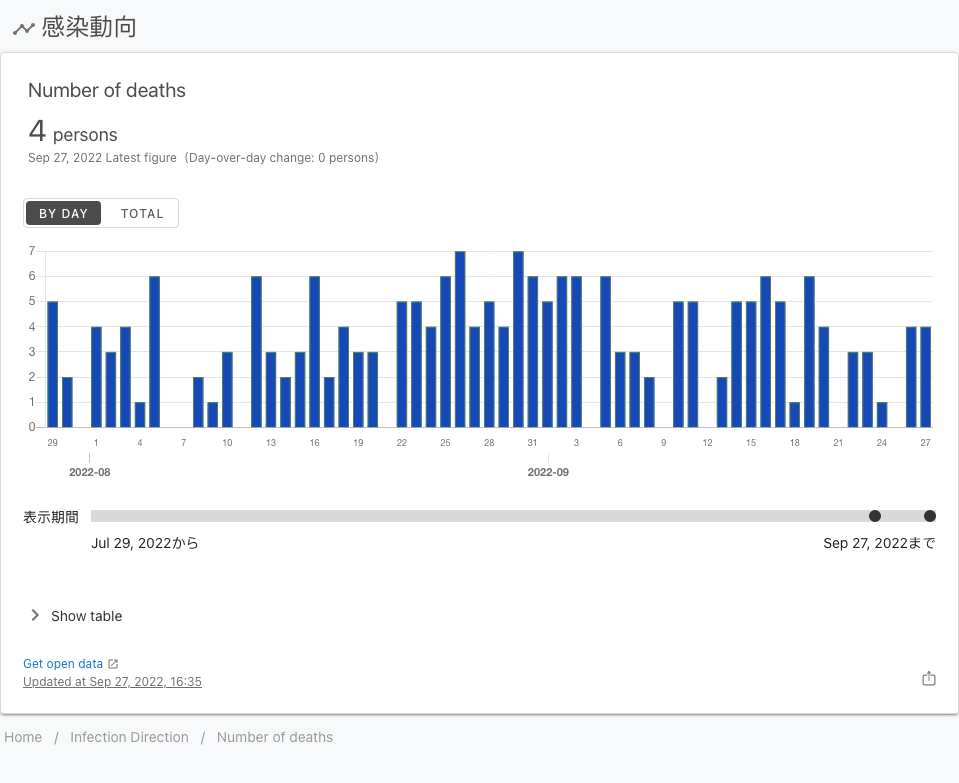 感染動向
Number of deaths
4 persons
Sep 27, 2022 Latest figure (Day-over-day change: 0 persons)
BY DAY TOTAL
7
6
5
4
3
2
1
0
29 1 4 7 10 13 16 19 22 25 28 31 3 6 9 12 15 18 21 24 27
2022-08 2022-09
表示期間
Jul 29, 2022から Sep 27, 2022まで
Show table
Get open data
Updated at Sep 27, 2022, 16:35
Home / Infection Direction / Number of deaths